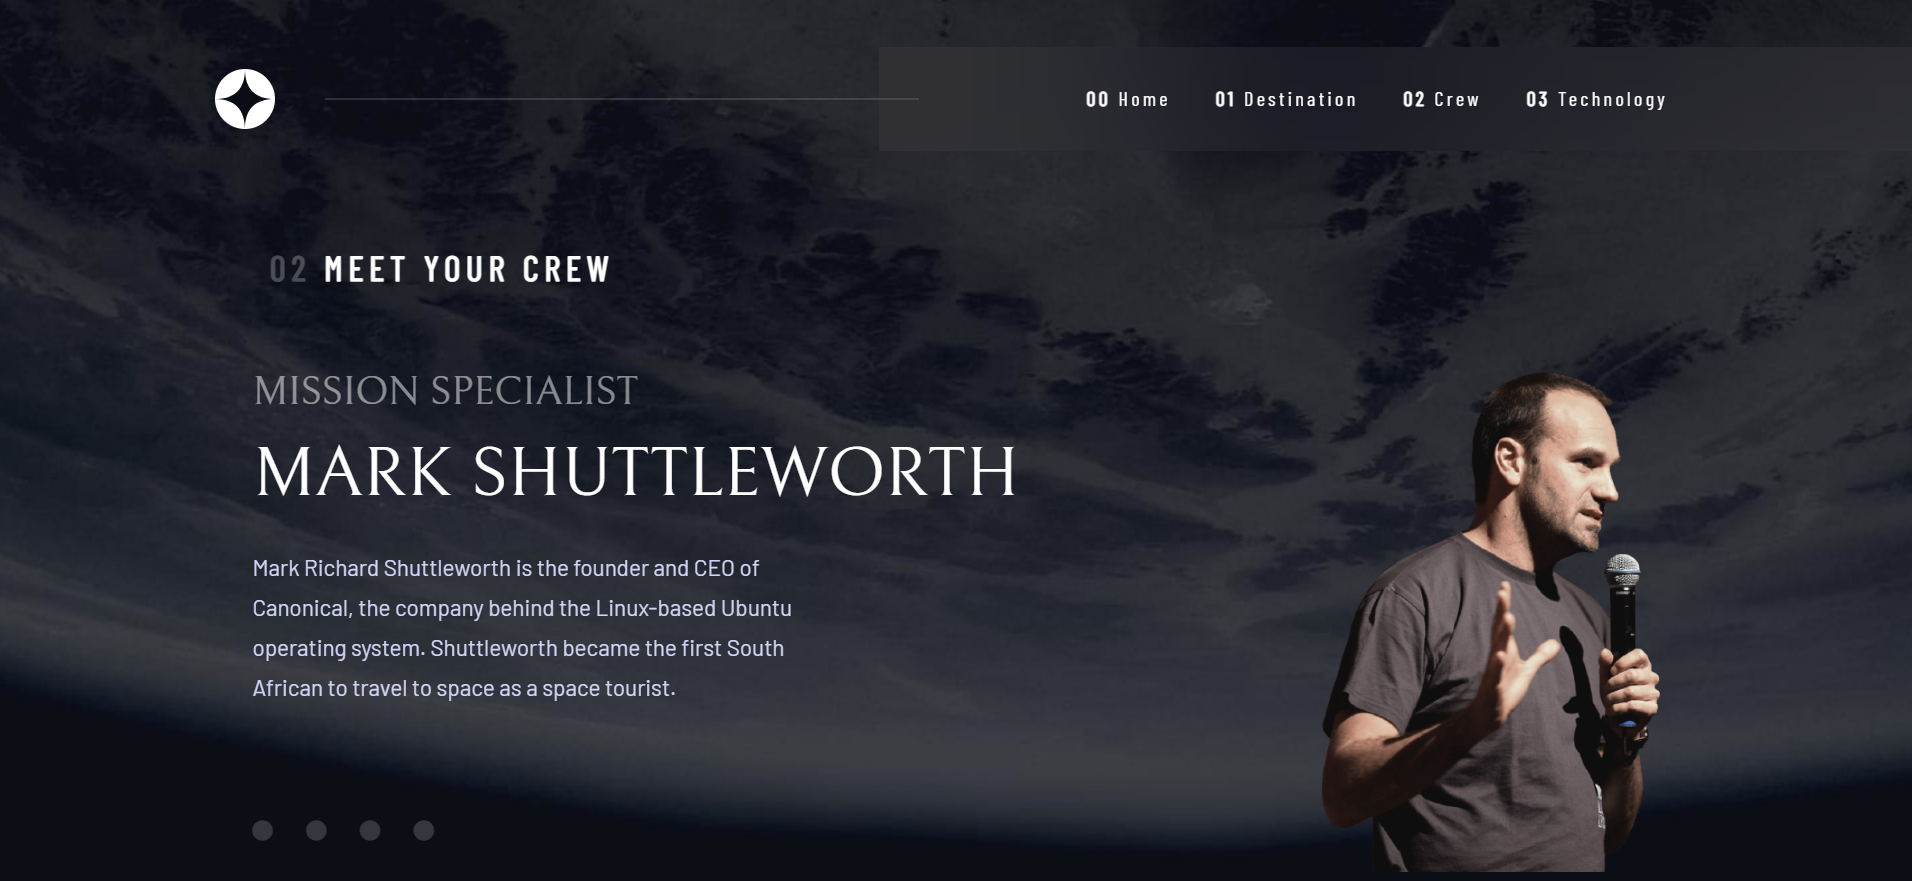 00 Home 01 Destination 02 Crew 03 Technology
02 MEET YOUR CREW
MISSION SPECIALIST
MARK SHUTTLEWORTH
Mark Richard Shuttleworth is the founder and CEO of
Canonical, the company behind the Linux-based Ubuntu
operating system. Shuttleworth became the first South
African to travel to space as a space tourist.